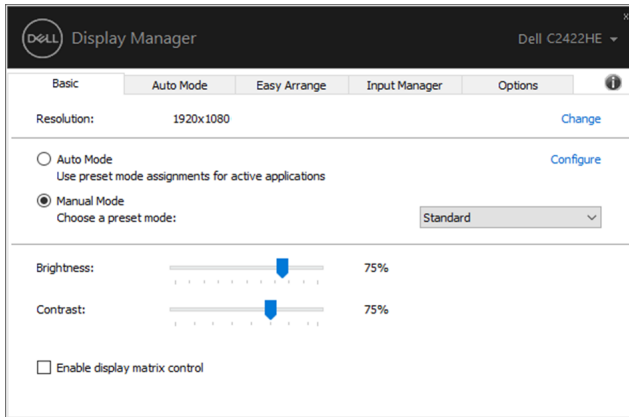 DELL Display Manager
Dell C2422HE
Basic Auto Mode Easy Arrange Input Manager Options
Resolution: 1920x1080 Change
Auto Mode Configure
Use preset mode assignments for active applications
Manual Mode
Choose a preset mode: Standard
Brightness: 75%
Contrast: 75%
Enable display matrix control